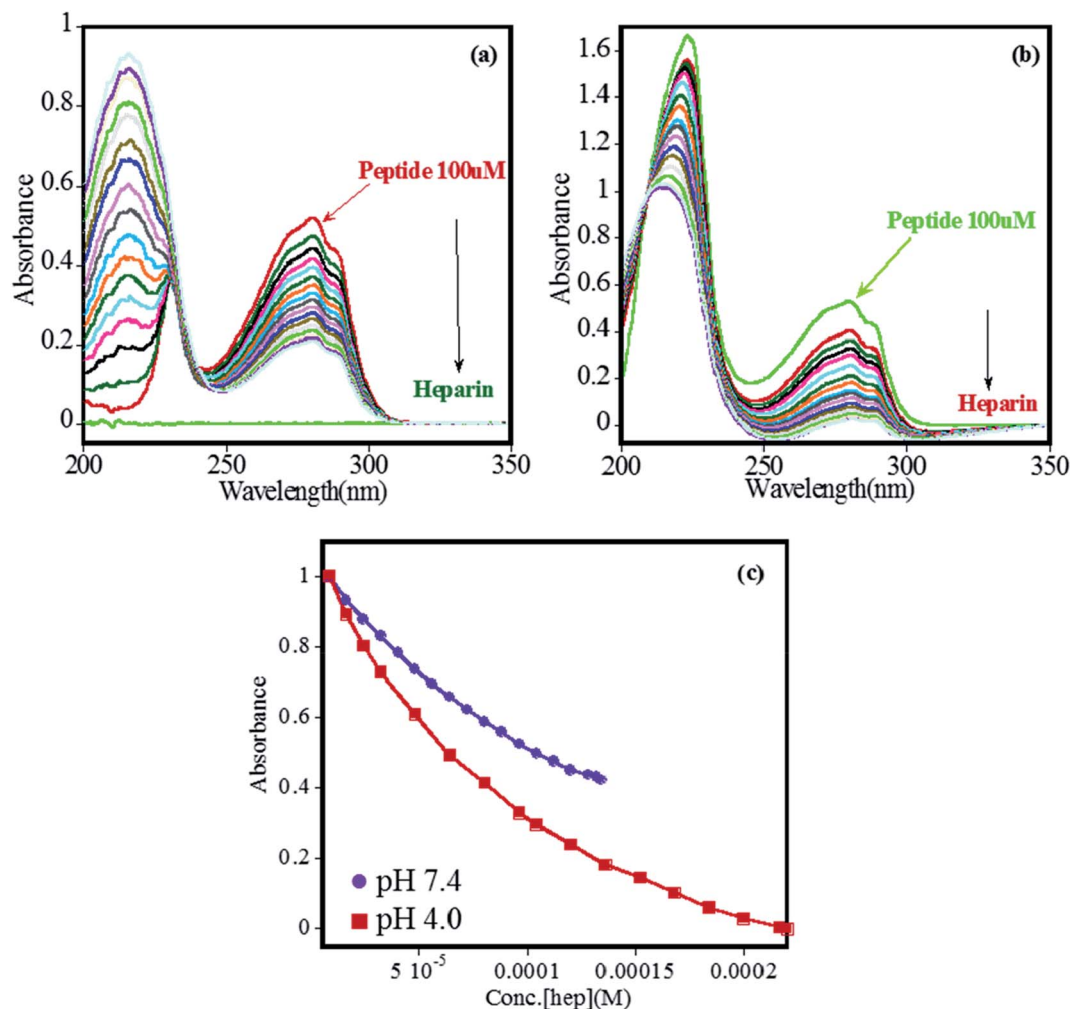 (a)
1
0.8
0.6
0.4
0.2
0
Absorbance
Peptide 100uM
Heparin
200 250 300 350
Wavelength(nm)
(b)
1.6
1.4
1.2
1
0.8
0.6
0.4
0.2
0
Absorbance
Peptide 100uM
Heparin
200 250 300 350
Wavelength(nm)
(c)
1
0.8
0.6
0.4
0.2
0
Absorbance
pH 7.4
pH 4.0
5 10⁻⁵ 0.0001 0.00015 0.0002
Conc.[hep](M)